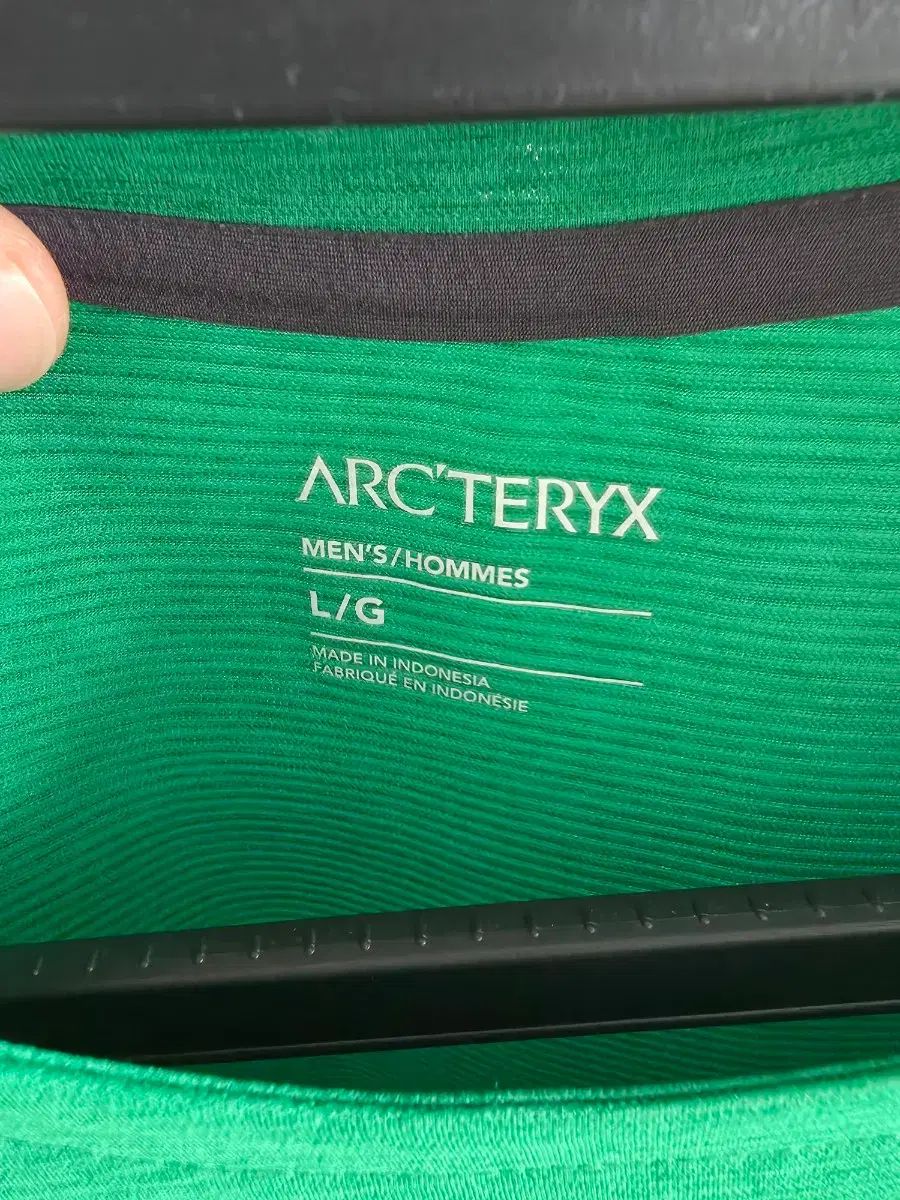 ARC'TERYX
MEN'S/HOMMES
L/G
MADE IN INDONESIA
FABRIQUÉ EN INDONÉSIE